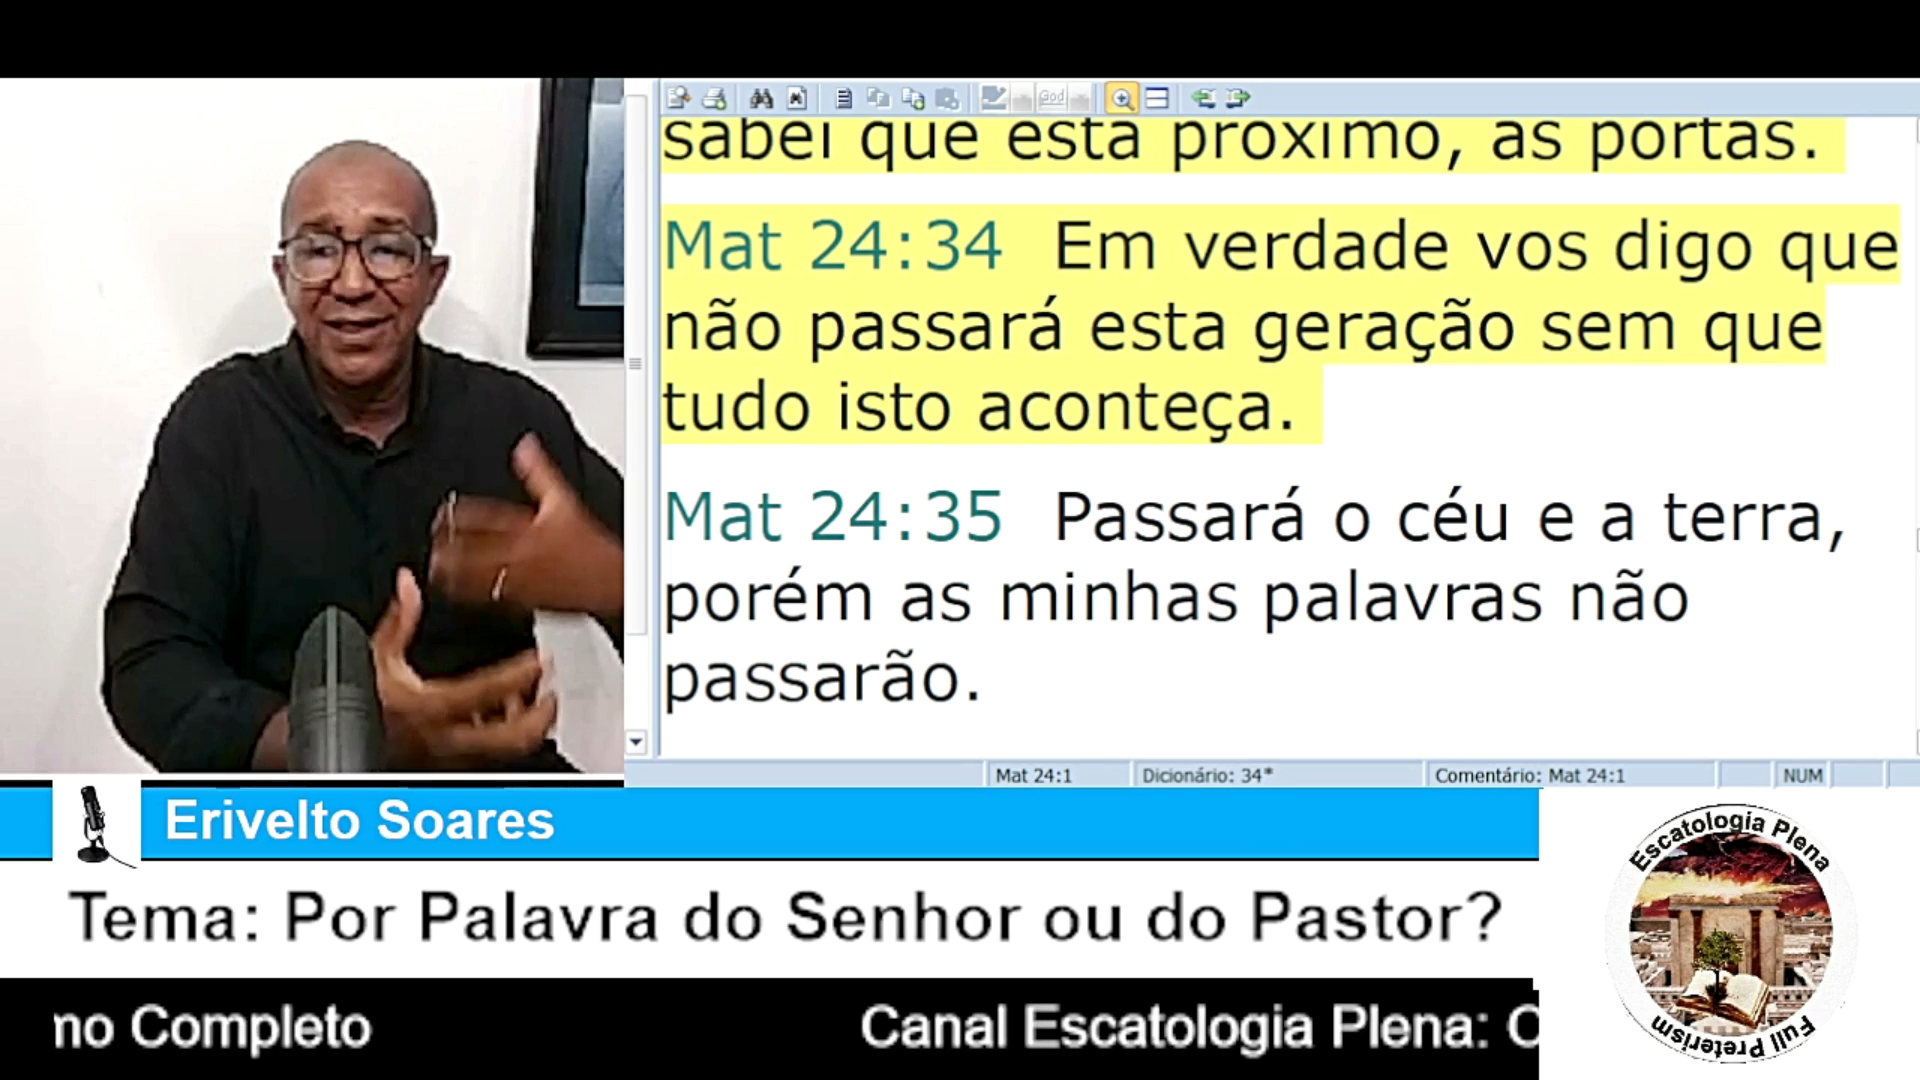 sabei que está próximo, às portas.
Mat 24:34 Em verdade vos digo que
não passará esta geração sem que
tudo isto aconteça.
Mat 24:35 Passará o céu e a terra,
porém as minhas palavras não
passarão.
Mat 24:1 Dicionário: 34* Comentário: Mat 24:1 NUM
Erivelto Soares
Tema: Por Palavra do Senhor ou do Pastor?
no Completo Canal Escatologia Plena: C
Escatologia Plena
Full Preterism
God